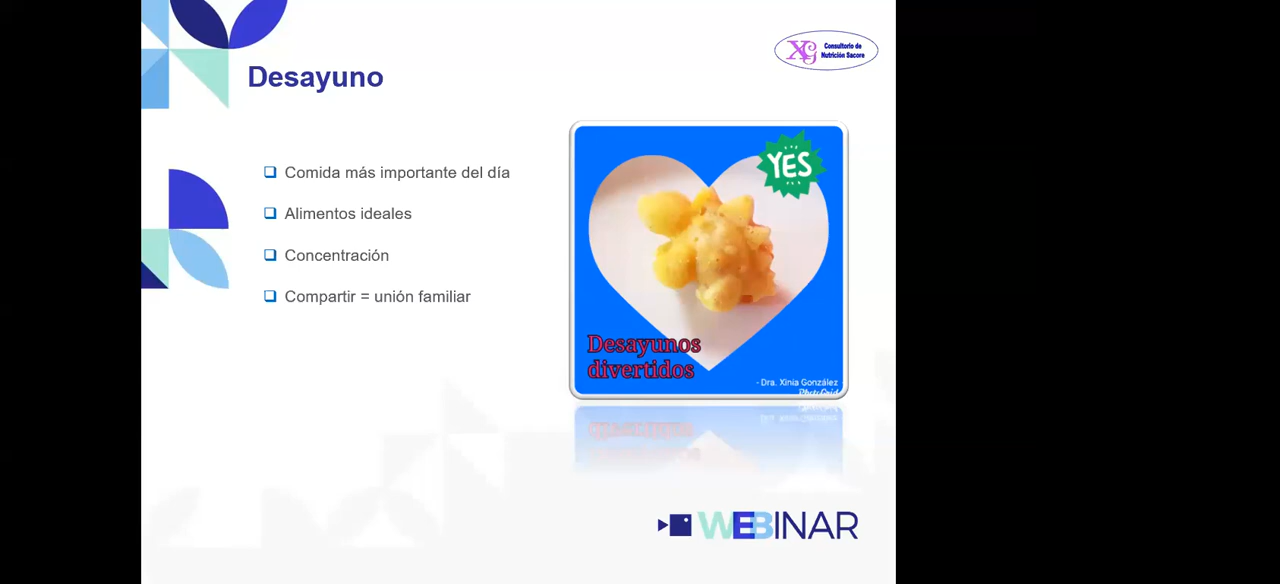 Desayuno
XG
Consultorio de
Nutrición Sacore
Comida más importante del día
Alimentos ideales
Concentración
Compartir = unión familiar
YES
Desayunos
divertidos
- Dra. Xinia González -
WEBINAR